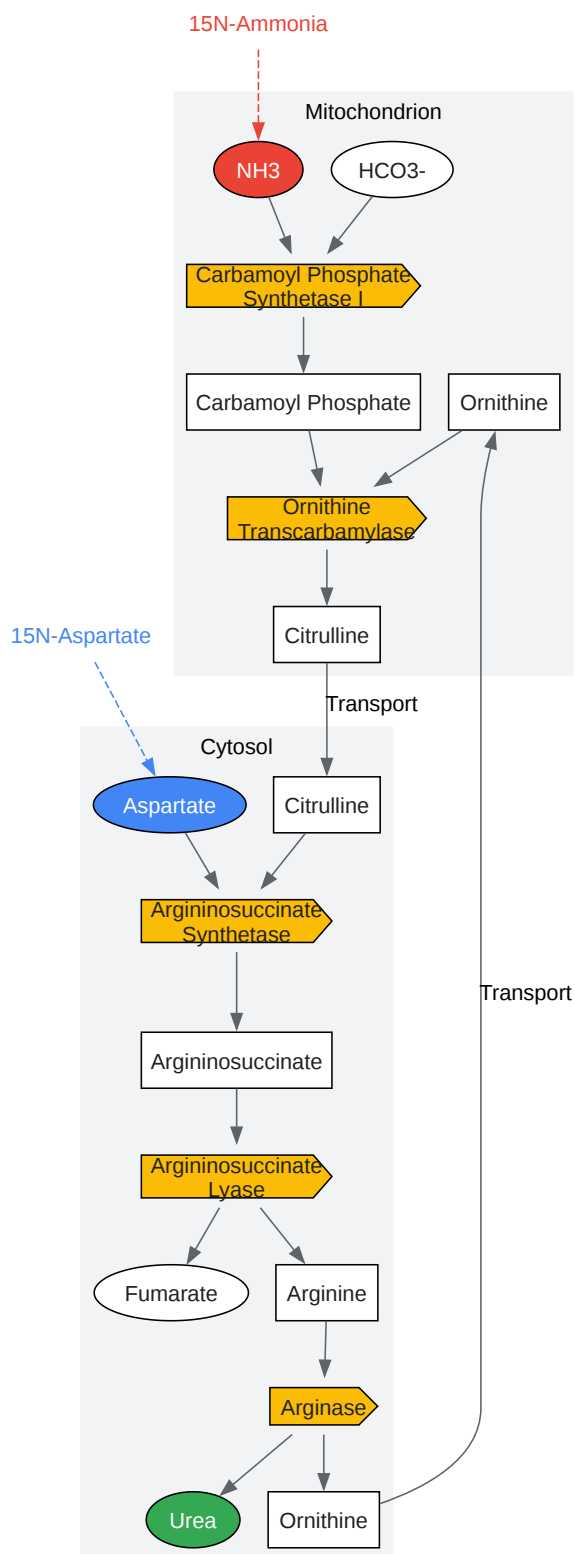 15N-Ammonia
Mitochondrion
NH3
HCO3-
Carbamoyl Phosphate
Synthetase I
Carbamoyl Phosphate
Ornithine
Ornithine
Transcarbamylase
15N-Aspartate
Citrulline
Transport
Cytosol
Aspartate
Citrulline
Argininosuccinate
Synthetase
Transport
Argininosuccinate
Argininosuccinate
Lyase
Fumarate
Arginine
Arginase
Urea
Ornithine